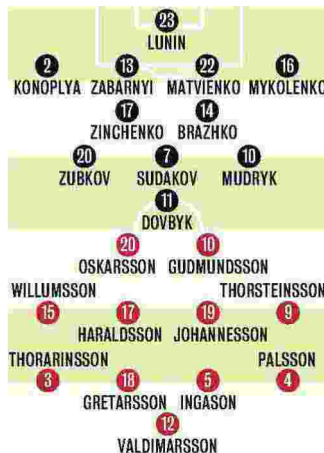 23
LUNIN
2 13 22 16
KONOPLYA ZABARNYI MATVIENKO MYKOLENKO
17 14
ZINCHENKO BRAZHKO
20 7 10
ZUBKOV SUDAKOV MUDRYK
11
DOVBYK
20 10
OSKARSSON GUDMUNDSSON
WILLUMSSON THORSTEINSSON
15 17 19 9
HARALDSSON JOHANNESSON
THORARINSSON PALSSON
3 18 5 4
GRETARSSON INGASON
12
VALDIMARSSON